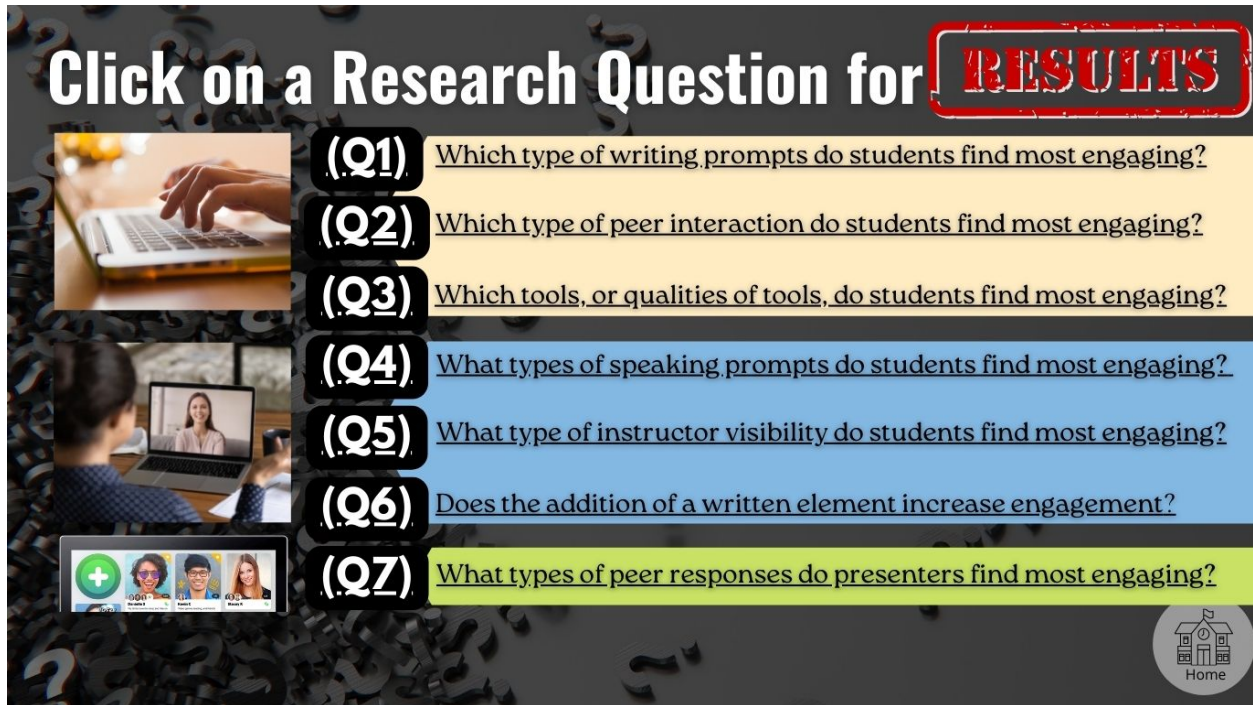 Click on a Research Question for RESULTS
(Q1) Which type of writing prompts do students find most engaging?
(Q2) Which type of peer interaction do students find most engaging?
(Q3) Which tools, or qualities of tools, do students find most engaging?
(Q4) What types of speaking prompts do students find most engaging?
(Q5) What type of instructor visibility do students find most engaging?
(Q6) Does the addition of a written element increase engagement?
(Q7) What types of peer responses do presenters find most engaging?
Home